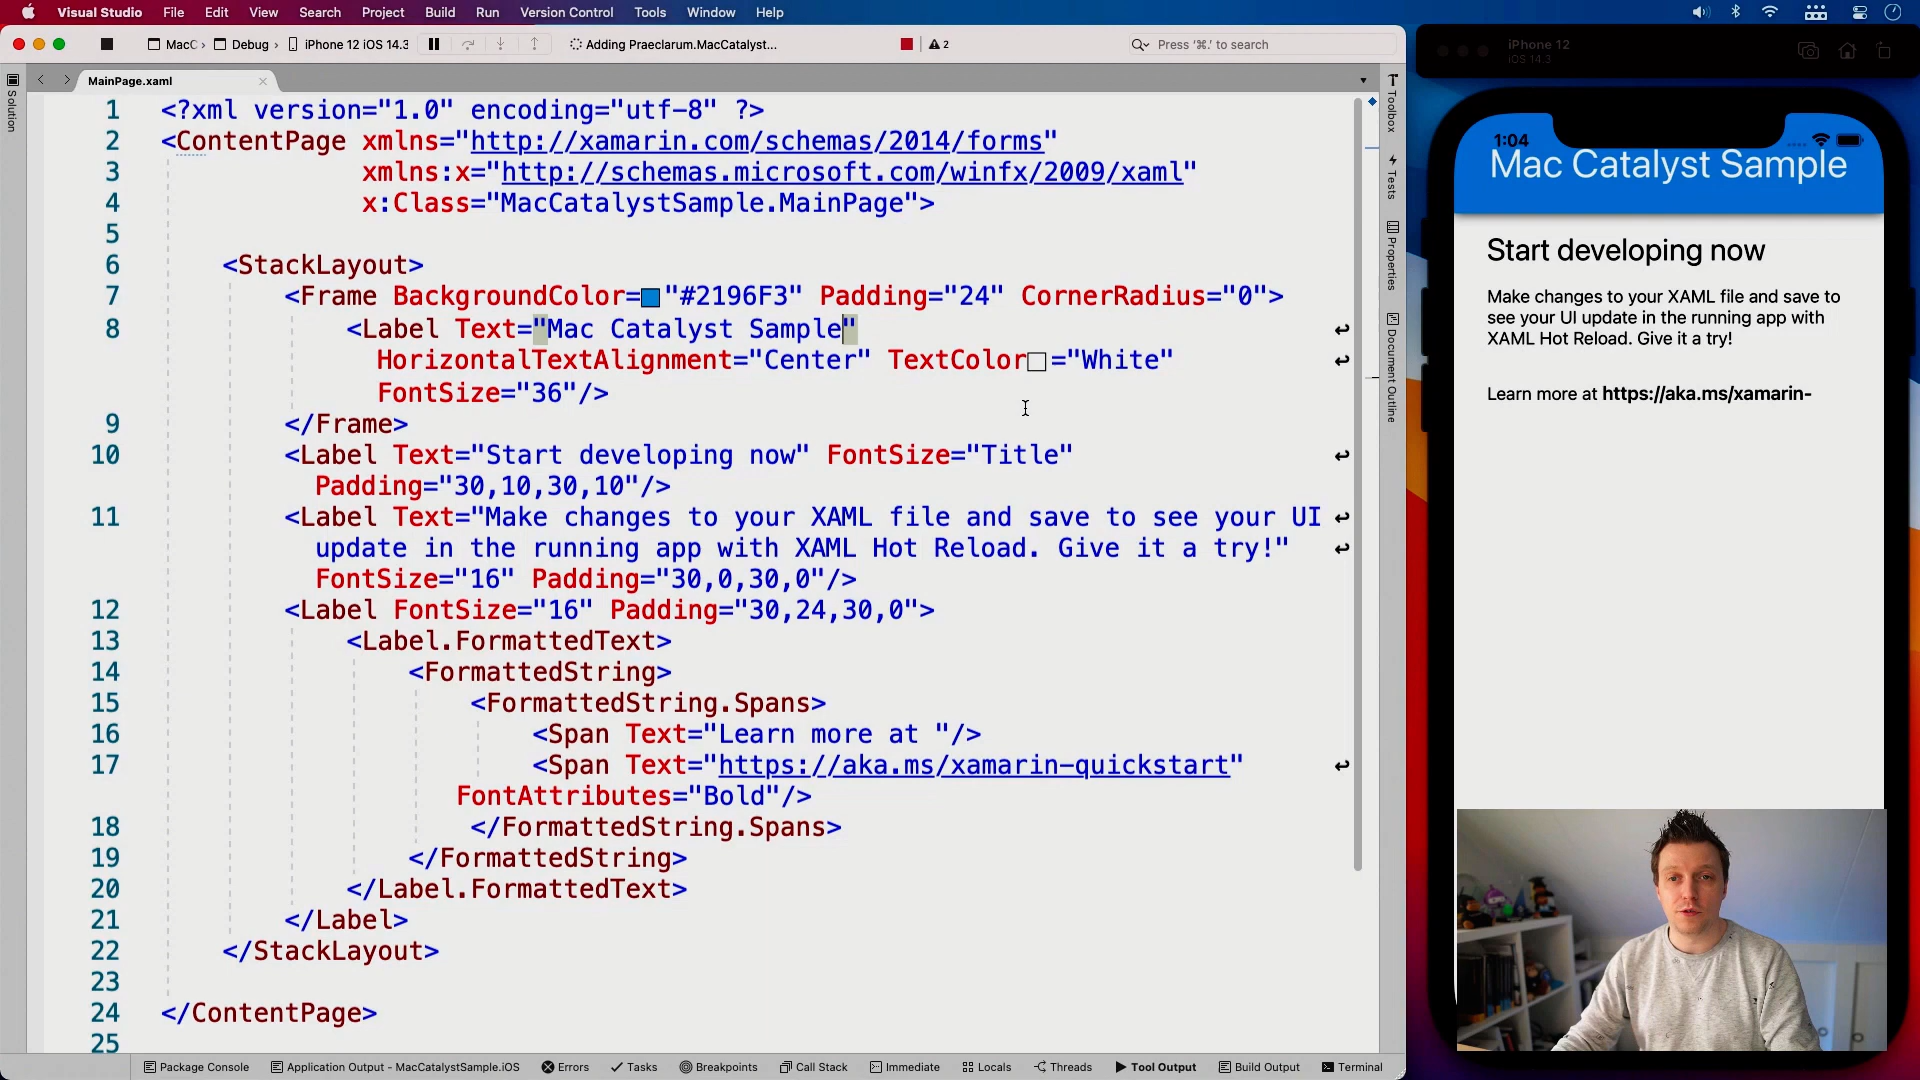 Visual Studio File Edit View Search Project Build Run Version Control Tools Window Help
MacC › Debug › iPhone 12 iOS 14.3 Adding Praeclarum.MacCatalyst... 2 Press '⌘.' to search
MainPage.xaml
Solution
1 <?xml version="1.0" encoding="utf-8" ?>
2 <ContentPage xmlns="http://xamarin.com/schemas/2014/forms"
3 xmlns:x="http://schemas.microsoft.com/winfx/2009/xaml"
4 x:Class="MacCatalystSample.MainPage">
5
6 <StackLayout>
7 <Frame BackgroundColor="#2196F3" Padding="24" CornerRadius="0">
8 <Label Text="Mac Catalyst Sample"
HorizontalTextAlignment="Center" TextColor="White"
FontSize="36"/>
9 </Frame>
10 <Label Text="Start developing now" FontSize="Title"
Padding="30,10,30,10"/>
11 <Label Text="Make changes to your XAML file and save to see your UI
update in the running app with XAML Hot Reload. Give it a try!"
FontSize="16" Padding="30,0,30,0"/>
12 <Label FontSize="16" Padding="30,24,30,0">
13 <Label.FormattedText>
14 <FormattedString>
15 <FormattedString.Spans>
16 <Span Text="Learn more at "/>
17 <Span Text="https://aka.ms/xamarin-quickstart"
FontAttributes="Bold"/>
18 </FormattedString.Spans>
19 </FormattedString>
20 </Label.FormattedText>
21 </Label>
22 </StackLayout>
23
24 </ContentPage>
25
Toolbox
Tests
Properties
Document Outline
Package Console Application Output - MacCatalystSample.iOS Errors Tasks Breakpoints Call Stack Immediate Locals Threads Tool Output Build Output Terminal
iPhone 12
iOS 14.3
1:04
Mac Catalyst Sample
Start developing now
Make changes to your XAML file and save to
see your UI update in the running app with
XAML Hot Reload. Give it a try!
Learn more at https://aka.ms/xamarin-